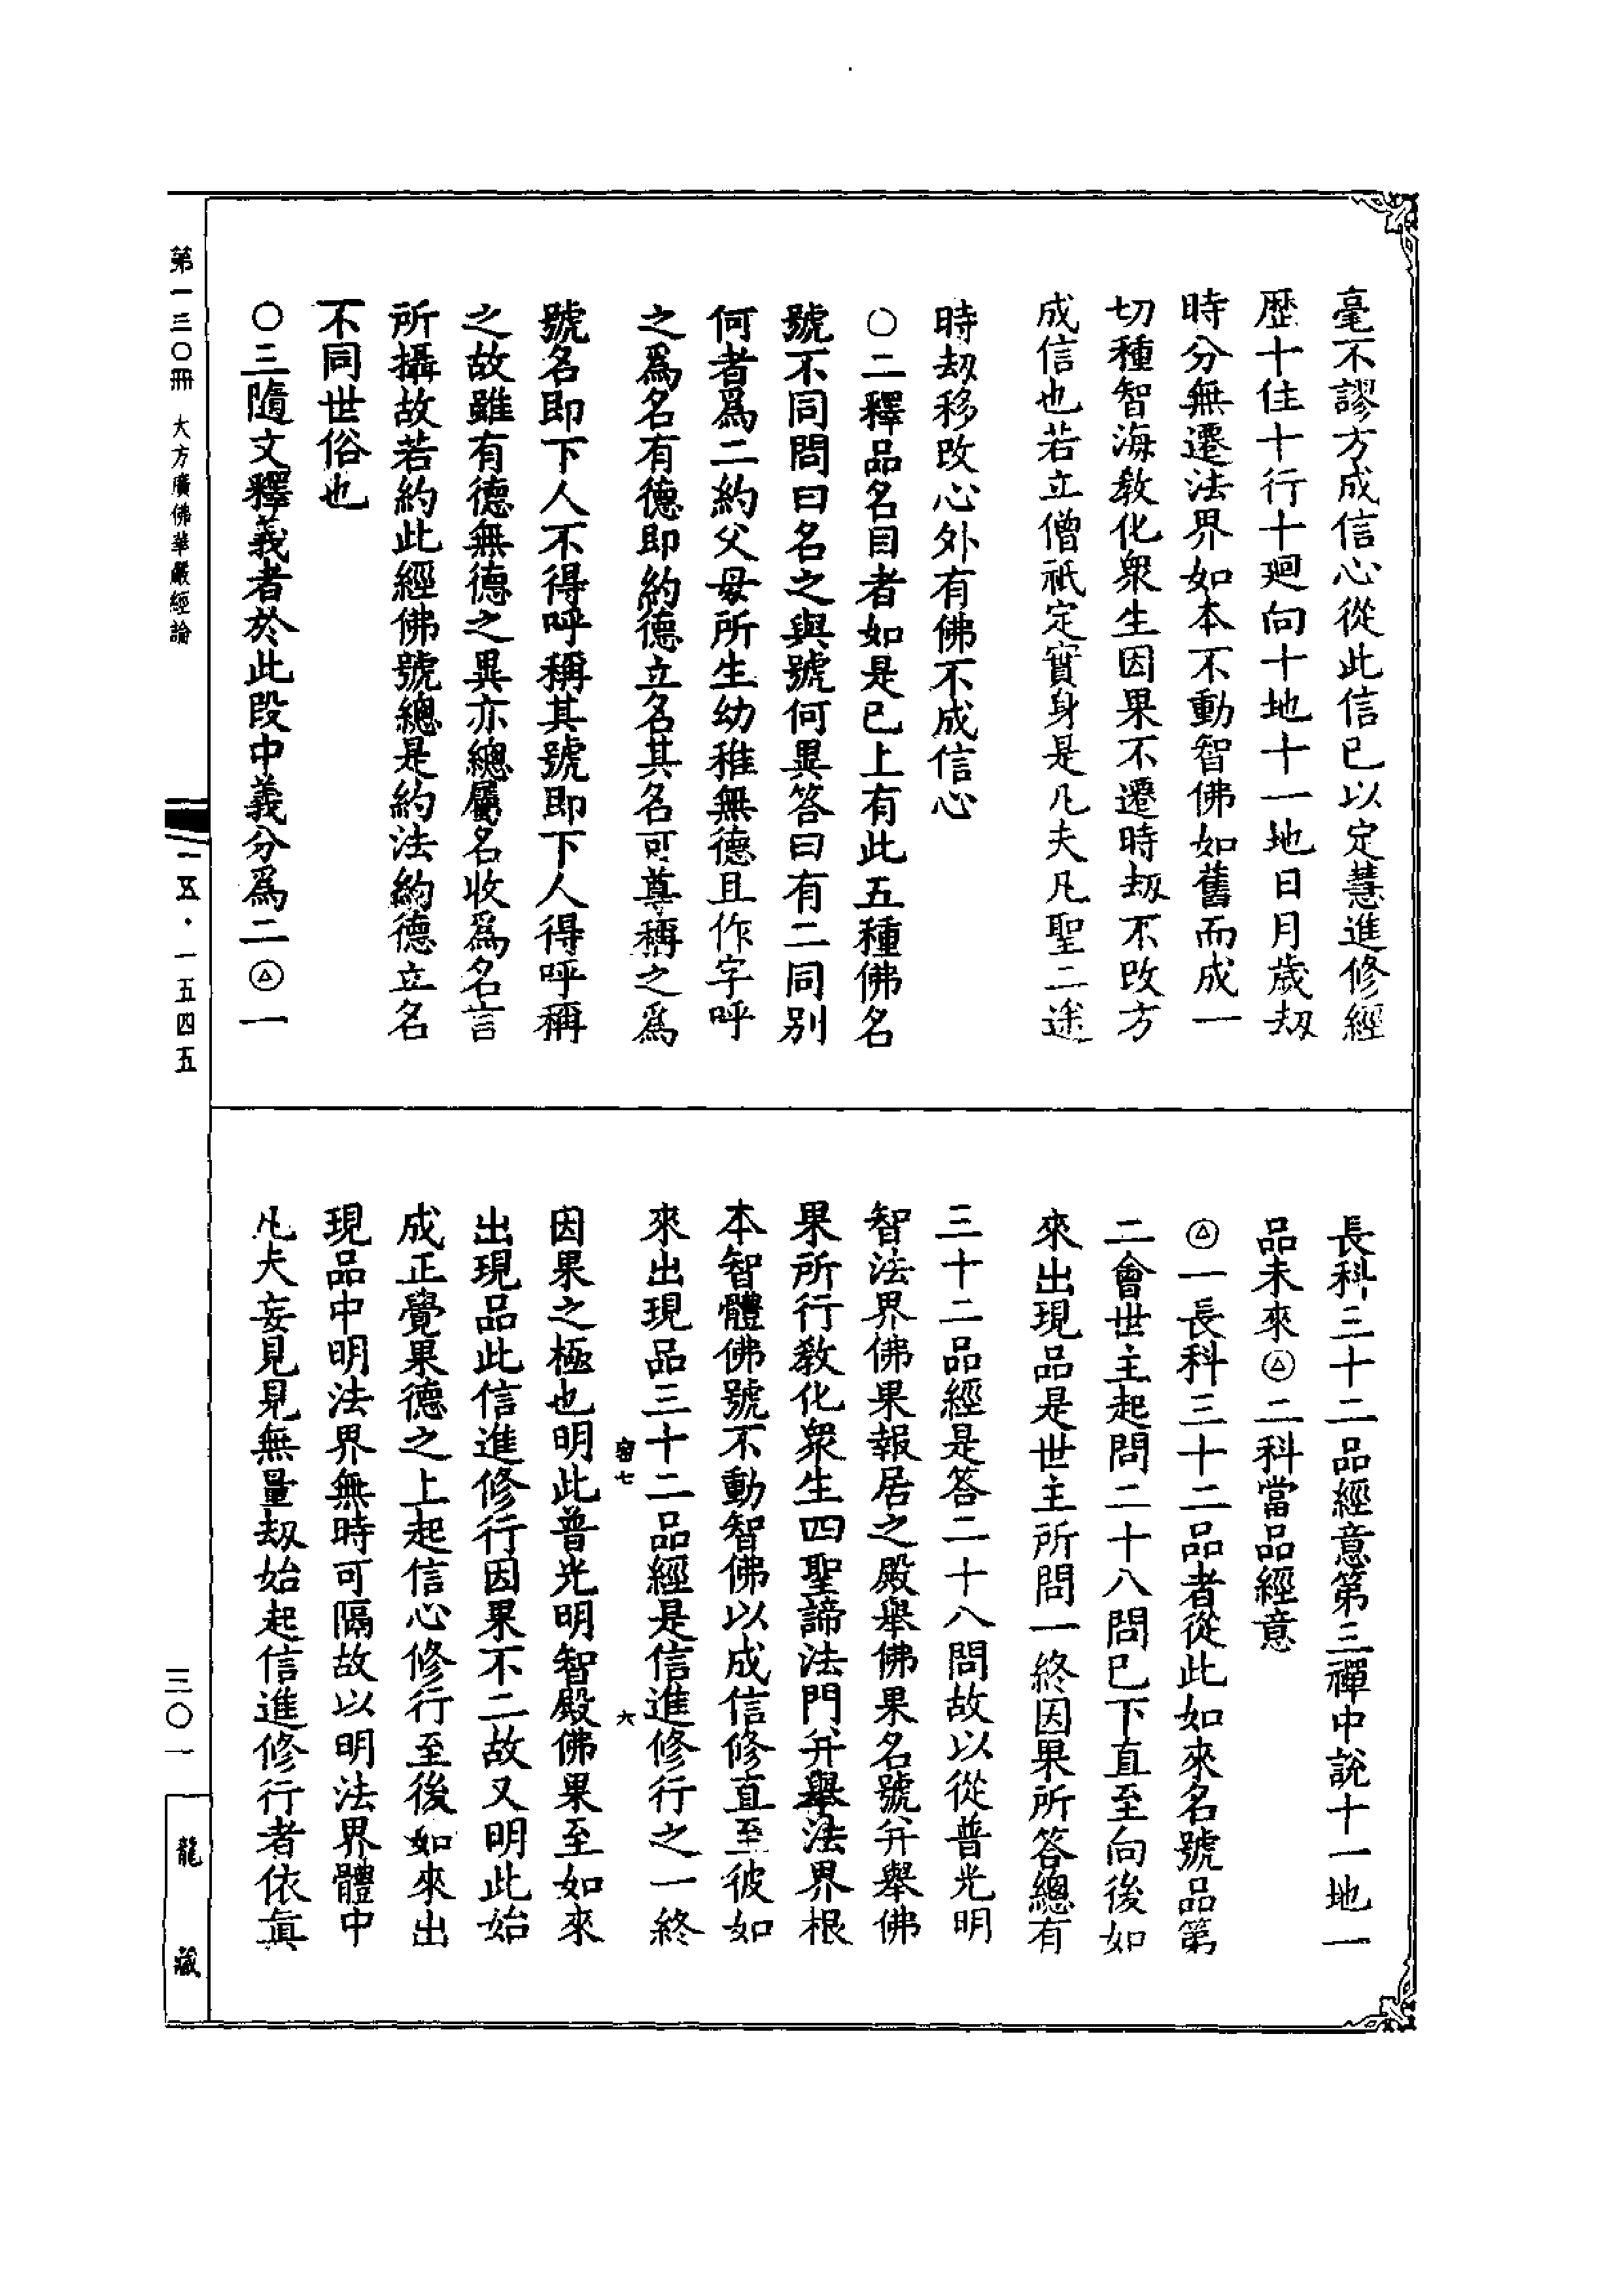 毫不謬方成信心從此信已以定慧進修經
歷十住十行十廻向十地十一地日月歲刼
時分無遷法界如本不動智佛如舊而成一
切種智海教化衆生因果不遷時刼不改方
成信也若立僧祇定實身是凡夫凡聖二途
時刼移改心外有佛不成信心
○二釋品名目者如是已上有此五種佛名
號不同問曰名之與號何異答曰有二同別
何者爲二約父母所生幼稚無德且作字呼
之爲名有德即約德立名其名可尊稱之爲
號名即下人不得呼稱其號即下人得呼稱
之故雖有德無德之異亦總屬名收爲名言
所攝故若約此經佛號總是約法約德立名
不同世俗也
○三隨文釋義者於此段中義分爲二△一
長科三十二品經意第三禪中說十一地一
品未來△二科當品經意
△一長科三十二品者從此如來名號品第
二會世主起問二十八問已下直至向後如
來出現品是世主所問一終因果所答總有
三十二品經是答二十八問故以從普光明
智法界佛果報居之殿舉佛果名號并舉佛
果所行教化衆生四聖諦法門并舉法界根
本智體佛號不動智佛以成信修直至彼如
來出現品三十二品經是信進修行之一終
密七
六
因果之極也明此普光明智殿佛果至如來
出現品此信進修行因果不二故又明此始
成正覺果德之上起信心修行至後如來出
現品中明法界無時可隔故以明法界體中
凡夫妄見見無量刼始起信進修行者依眞
第一三〇冊 大方廣佛華嚴經論
一五·一五四五
三〇一
龍藏